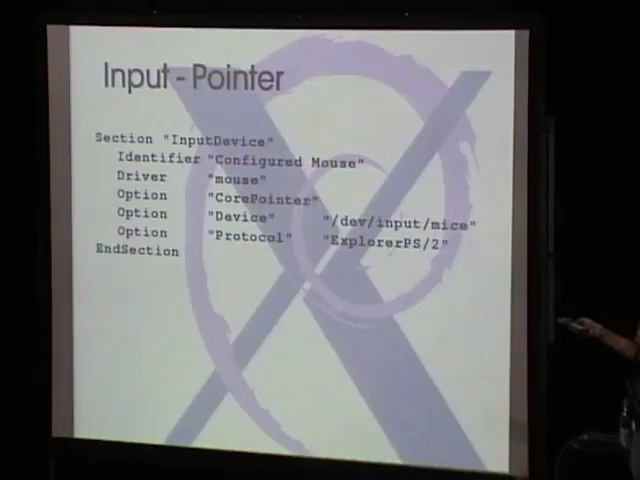 Input - Pointer
Section "InputDevice"
Identifier "Configured Mouse"
Driver "mouse"
Option "CorePointer"
Option "Device" "/dev/input/mice"
Option "Protocol" "ExplorerPS/2"
EndSection